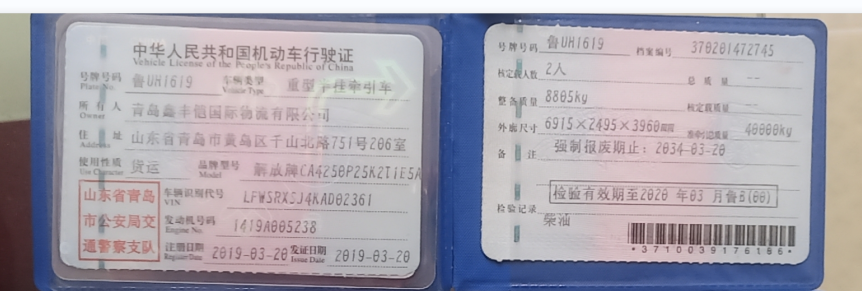 中华人民共和国机动车行驶证
Vehicle License of the People's Republic of China
号牌号码 鲁UH1619 车辆类型 重型半挂牵引车
Plate No. Vehicle Type
所有人 青岛鑫丰恺国际物流有限公司
Owner
住址 山东省青岛市黄岛区千山北路751号206室
Address
使用性质 货运 品牌型号 解放牌CA4250P25K2T1E5A
Use Character Model
山东省青岛
市公安局交
通警察支队
车辆识别代号 LFWSRXSJ4KAD02361
VIN
发动机号码 1419A005238
Engine No.
注册日期 2019-03-20 发证日期 2019-03-20
Register Date Issue Date
号牌号码 鲁UH1619 档案编号 370201472745
核定载人数 2人 总质量 --
整备质量 8805kg 核定载质量 --
外廓尺寸 6915×2495×3960mm 准牵引总质量 40000kg
备注 强制报废期止：2034-03-20
检验有效期至2020 年03 月鲁B(00)
检验记录
柴油
*3710039176186*